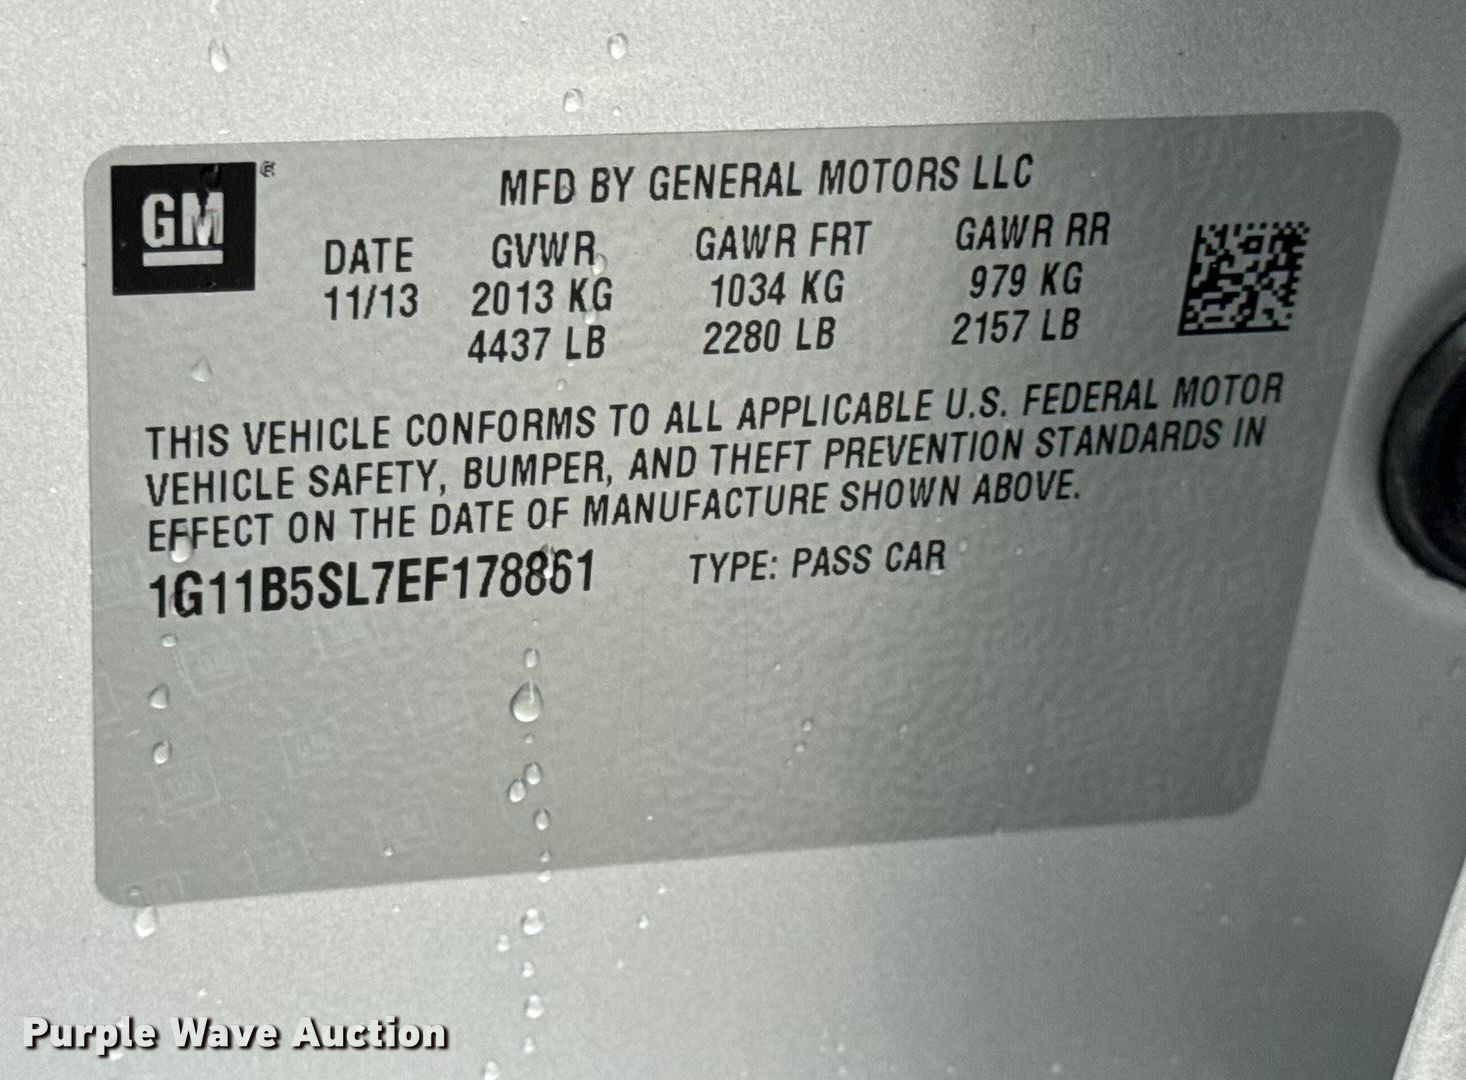 GM ®
MFD BY GENERAL MOTORS LLC
DATE GVWR GAWR FRT GAWR RR
11/13 2013 KG 1034 KG 979 KG
4437 LB 2280 LB 2157 LB
THIS VEHICLE CONFORMS TO ALL APPLICABLE U.S. FEDERAL MOTOR
VEHICLE SAFETY, BUMPER, AND THEFT PREVENTION STANDARDS IN
EFFECT ON THE DATE OF MANUFACTURE SHOWN ABOVE.
1G11B5SL7EF178861 TYPE: PASS CAR
Purple Wave Auction